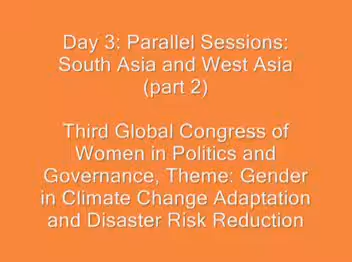 Day 3: Parallel Sessions:
South Asia and West Asia
(part 2)
Third Global Congress of
Women in Politics and
Governance, Theme: Gender
in Climate Change Adaptation
and Disaster Risk Reduction